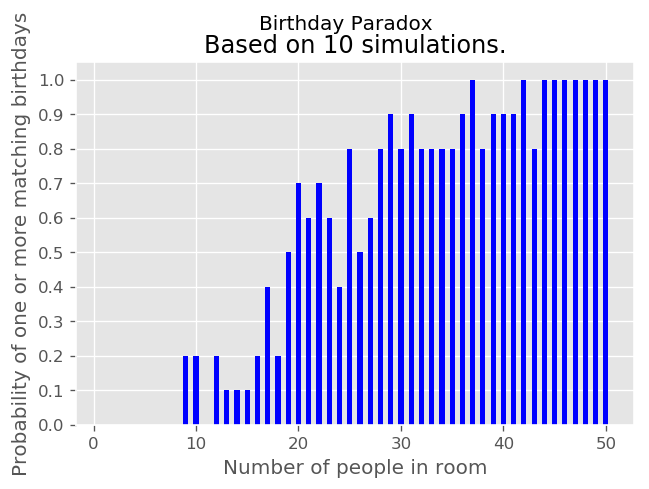 Birthday Paradox
Based on 10 simulations.
Probability of one or more matching birthdays
1.0
0.9
0.8
0.7
0.6
0.5
0.4
0.3
0.2
0.1
0.0
0 10 20 30 40 50
Number of people in room